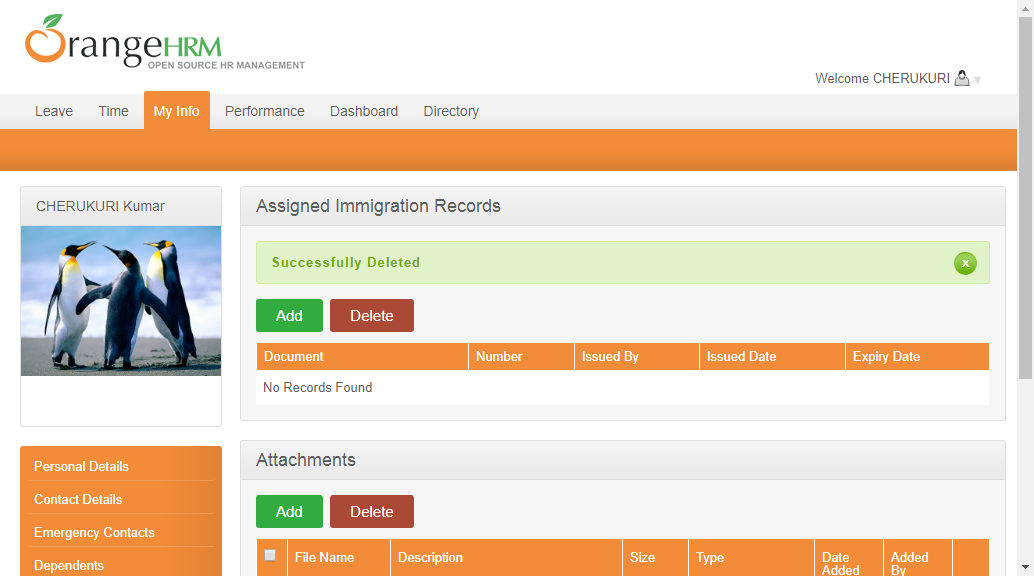 OrangeHRM
OPEN SOURCE HR MANAGEMENT
Welcome CHERUKURI
Leave Time My Info Performance Dashboard Directory
CHERUKURI Kumar
Assigned Immigration Records
Successfully Deleted
Add Delete
Document Number Issued By Issued Date Expiry Date
No Records Found
Personal Details
Contact Details
Emergency Contacts
Dependents
Attachments
Add Delete
File Name Description Size Type Date Added Added By